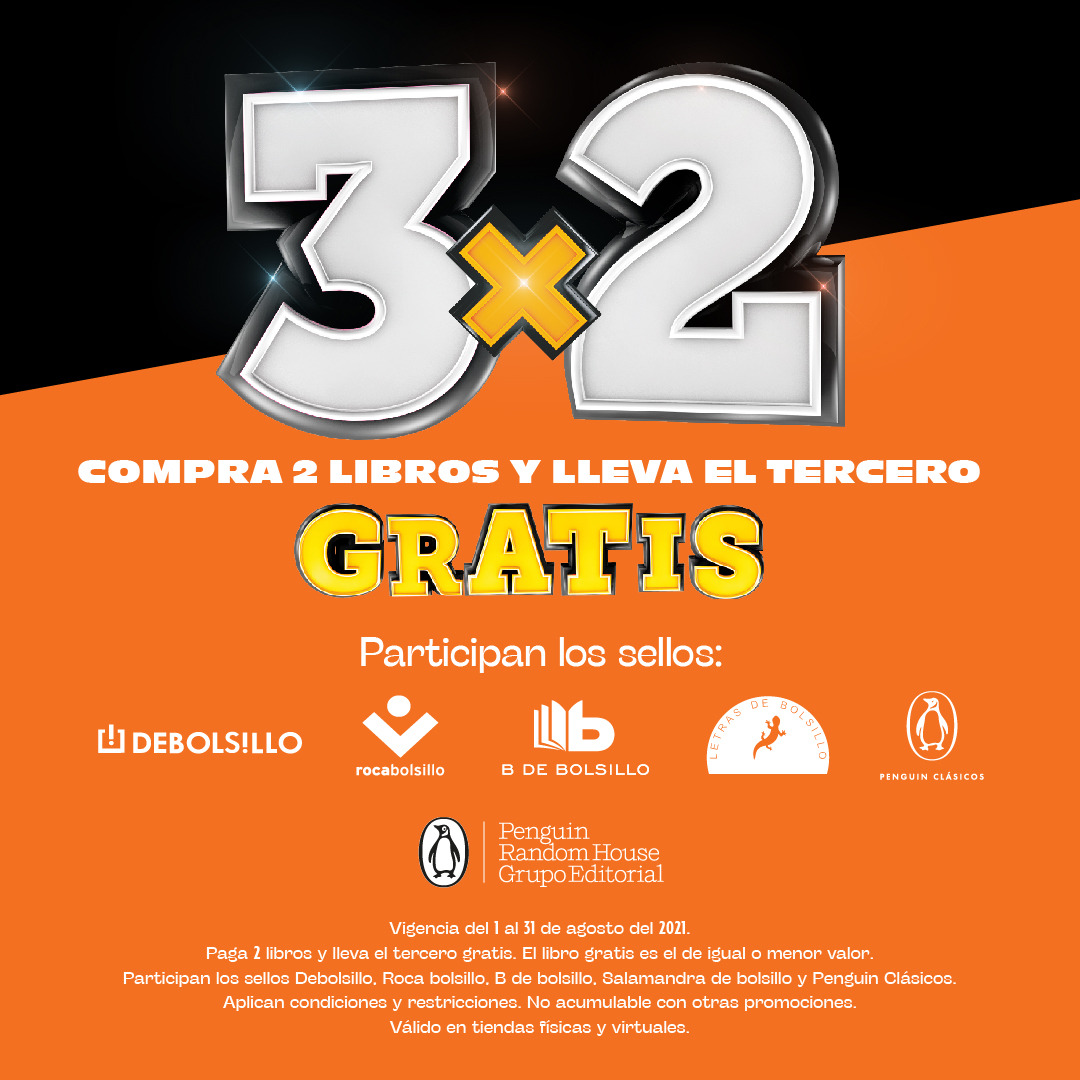 3x2
COMPRA 2 LIBROS Y LLEVA EL TERCERO
GRATIS
Participan los sellos:
DEBOLS!LLO
rocabolsillo
b
B DE BOLSILLO
LETRAS DE BOLSILLO
PENGUIN CLÁSICOS
Penguin
Random House
Grupo Editorial
Vigencia del 1 al 31 de agosto del 2021.
Paga 2 libros y lleva el tercero gratis. El libro gratis es el de igual o menor valor.
Participan los sellos Debolsillo, Roca bolsillo, B de bolsillo, Salamandra de bolsillo y Penguin Clásicos.
Aplican condiciones y restricciones. No acumulable con otras promociones.
Válido en tiendas físicas y virtuales.